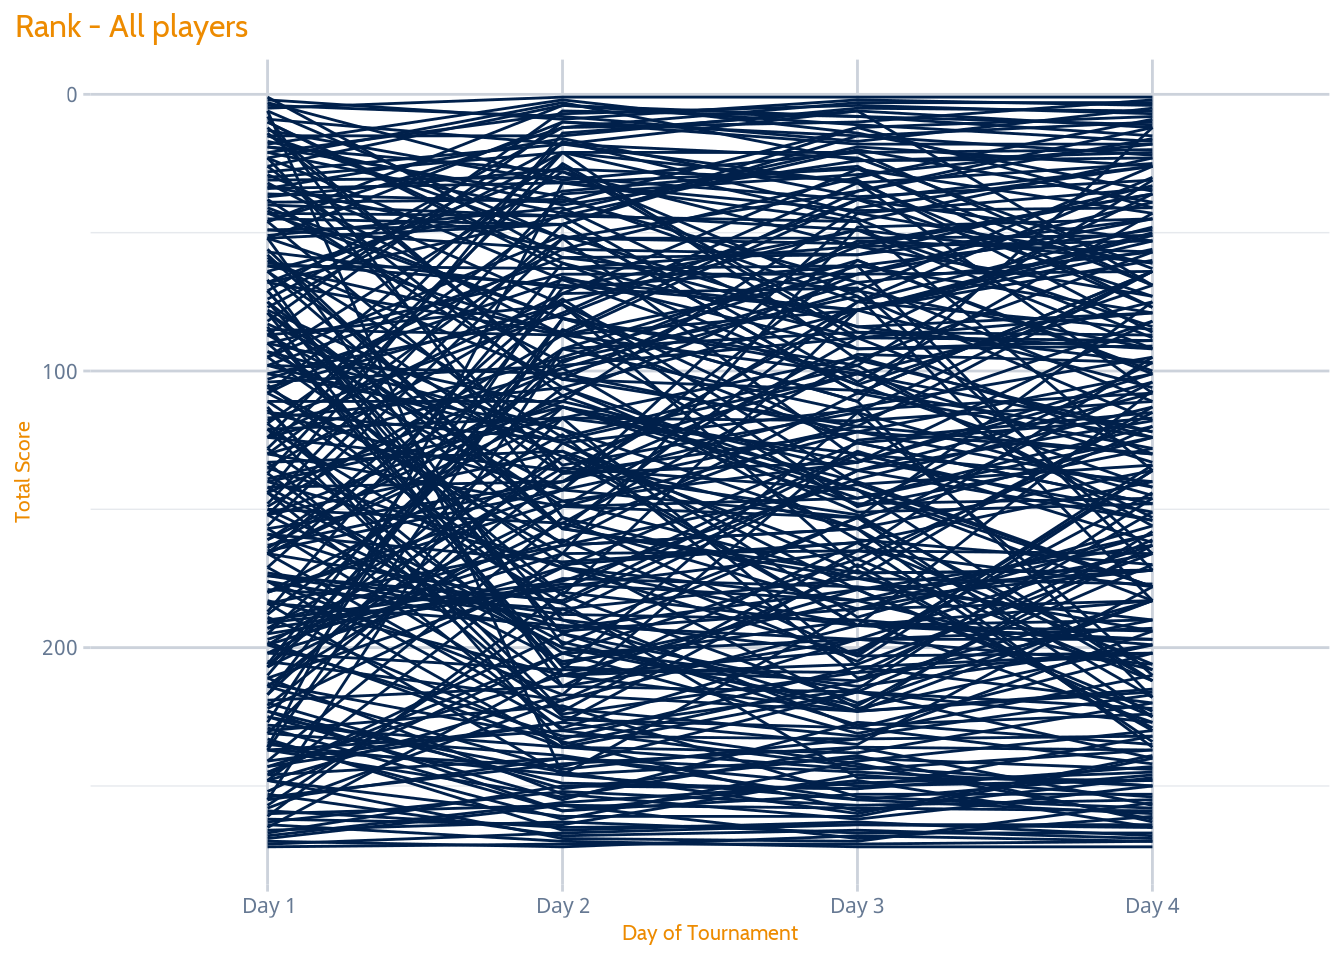 Rank - All players
0
100
200
Total Score
Day 1
Day 2
Day 3
Day 4
Day of Tournament